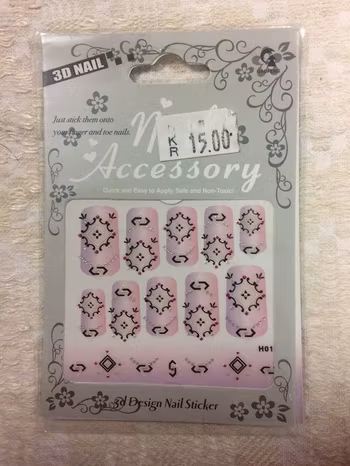 3D NAIL
Just stick them onto
your finger and toe nails.
KR 15.00
Accessory
Quick and Easy to Apply, Safe and Non-Toxic!
H01
3d Design Nail Sticker